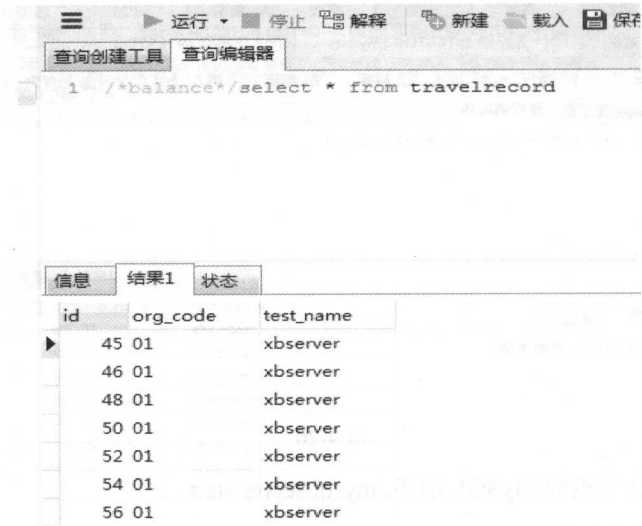 运行 停止 解释 新建 载入 保存
查询创建工具 查询编辑器
1 /*balance*/select * from travelrecord
信息 结果1 状态
id org_code test_name
45 01 xbserver
46 01 xbserver
48 01 xbserver
50 01 xbserver
52 01 xbserver
54 01 xbserver
56 01 xbserver